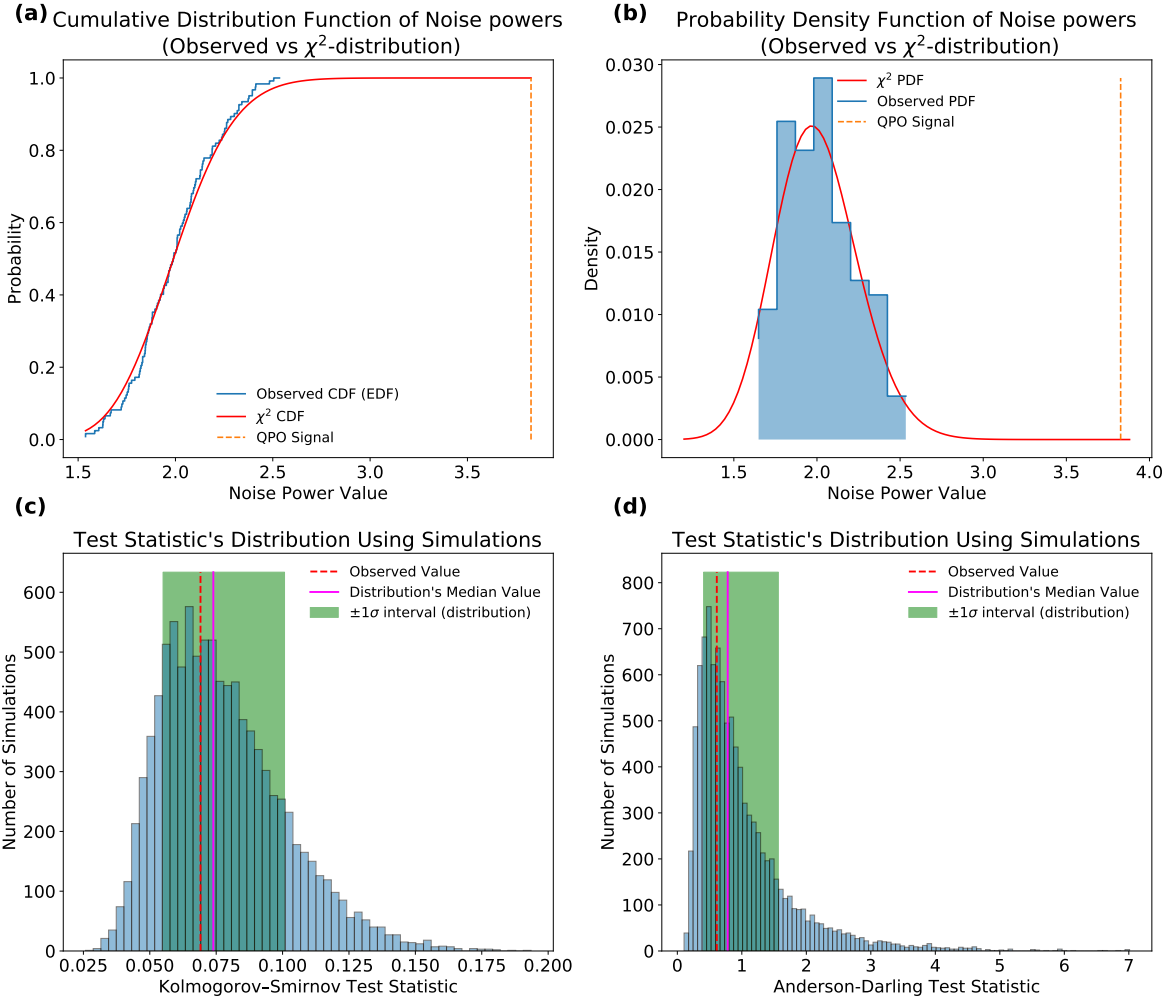 (a)
Cumulative Distribution Function of Noise powers
(Observed vs χ²-distribution)
1.0
0.8
0.6
0.4
0.2
0.0
Probability
Observed CDF (EDF)
χ² CDF
QPO Signal
1.5 2.0 2.5 3.0 3.5
Noise Power Value
(b)
Probability Density Function of Noise powers
(Observed vs χ²-distribution)
0.030
0.025
0.020
0.015
0.010
0.005
0.000
Density
χ² PDF
Observed PDF
QPO Signal
1.5 2.0 2.5 3.0 3.5 4.0
Noise Power Value
(c)
Test Statistic's Distribution Using Simulations
600
500
400
300
200
100
0
Number of Simulations
Observed Value
Distribution's Median Value
±1σ interval (distribution)
0.025 0.050 0.075 0.100 0.125 0.150 0.175 0.200
Kolmogorov–Smirnov Test Statistic
(d)
Test Statistic's Distribution Using Simulations
800
700
600
500
400
300
200
100
0
Number of Simulations
Observed Value
Distribution's Median Value
±1σ interval (distribution)
0 1 2 3 4 5 6 7
Anderson-Darling Test Statistic